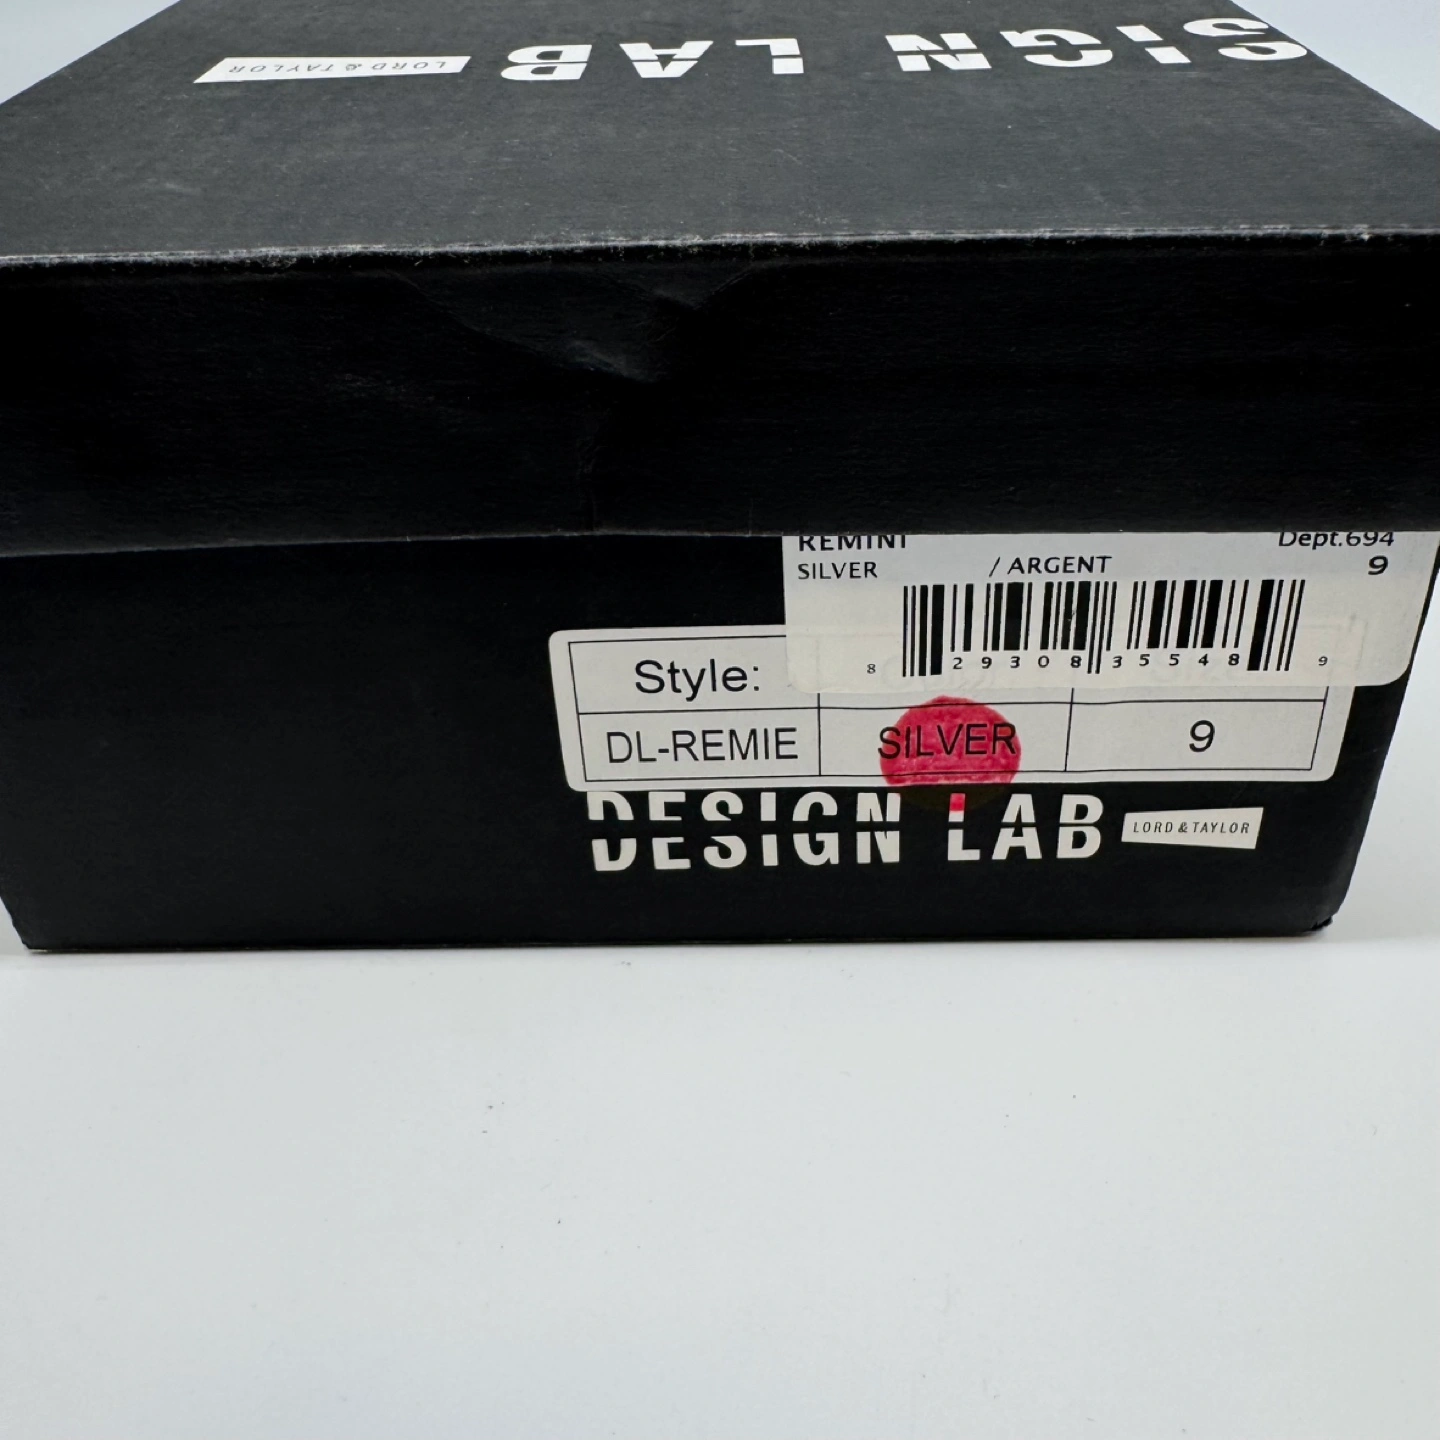 SIGN LAB LORD & TAYLOR
REMINI Dept.694
SILVER / ARGENT 9
8 29308 35548 9
Style:
DL-REMIE SILVER 9
DESIGN LAB LORD & TAYLOR